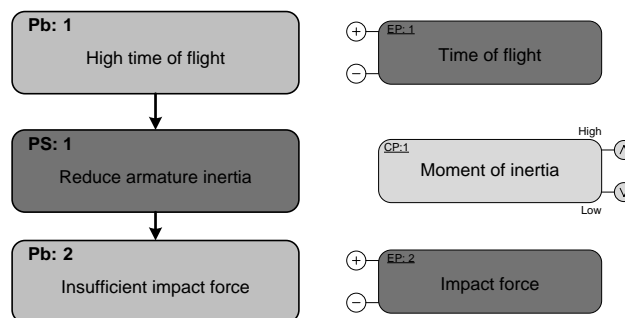 Pb: 1
High time of flight
PS: 1
Reduce armature inertia
Pb: 2
Insufficient impact force
+
EP: 1
Time of flight
−
High
CP:1
Moment of inertia
Low
+
EP: 2
Impact force
−